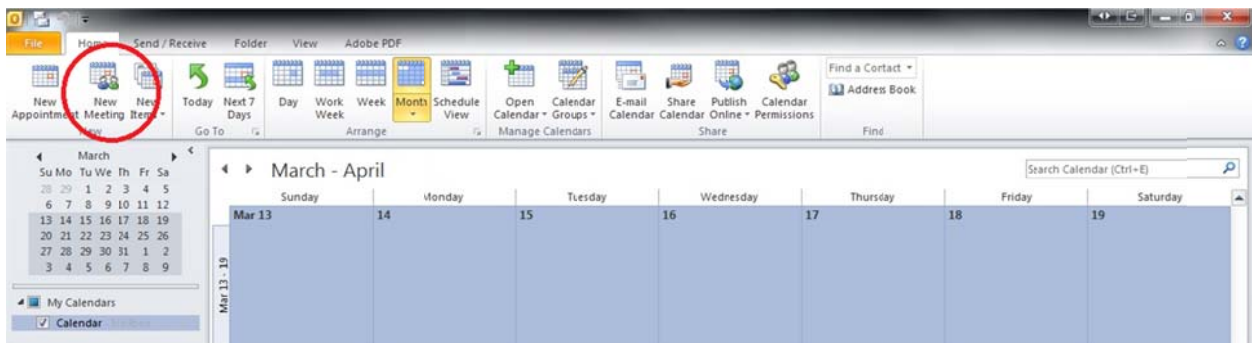 File Home Send / Receive Folder View Adobe PDF
New Appointment
New Meeting
New Items
Today
Next 7 Days
Day
Work Week
Week
Month
Schedule View
Open Calendar
Calendar Groups
E-mail Calendar
Share Calendar
Publish Online
Calendar Permissions
Find a Contact
Address Book
New Go To Arrange Manage Calendars Share Find
March
Su Mo Tu We Th Fr Sa
28 29 1 2 3 4 5
6 7 8 9 10 11 12
13 14 15 16 17 18 19
20 21 22 23 24 25 26
27 28 29 30 31 1 2
3 4 5 6 7 8 9
My Calendars
Calendar
March - April
Search Calendar (Ctrl+E)
Sunday Monday Tuesday Wednesday Thursday Friday Saturday
Mar 13 14 15 16 17 18 19
Mar 13 - 19